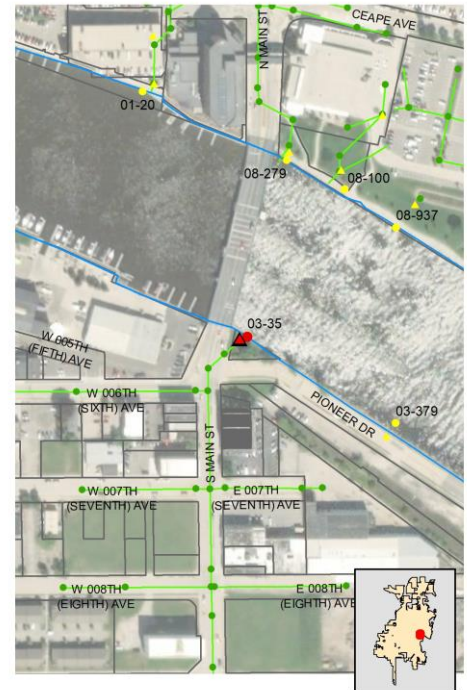 CEAPE AVE
N MAIN ST
01-20
08-279
08-100
08-937
03-35
W 005TH
(FIFTH) AVE
W 006TH
(SIXTH) AVE
PIONEER DR
03-379
S MAIN ST
W 007TH
(SEVENTH) AVE
E 007TH
(SEVENTH) AVE
W 008TH
(EIGHTH) AVE
E 008TH
(EIGHTH) AVE